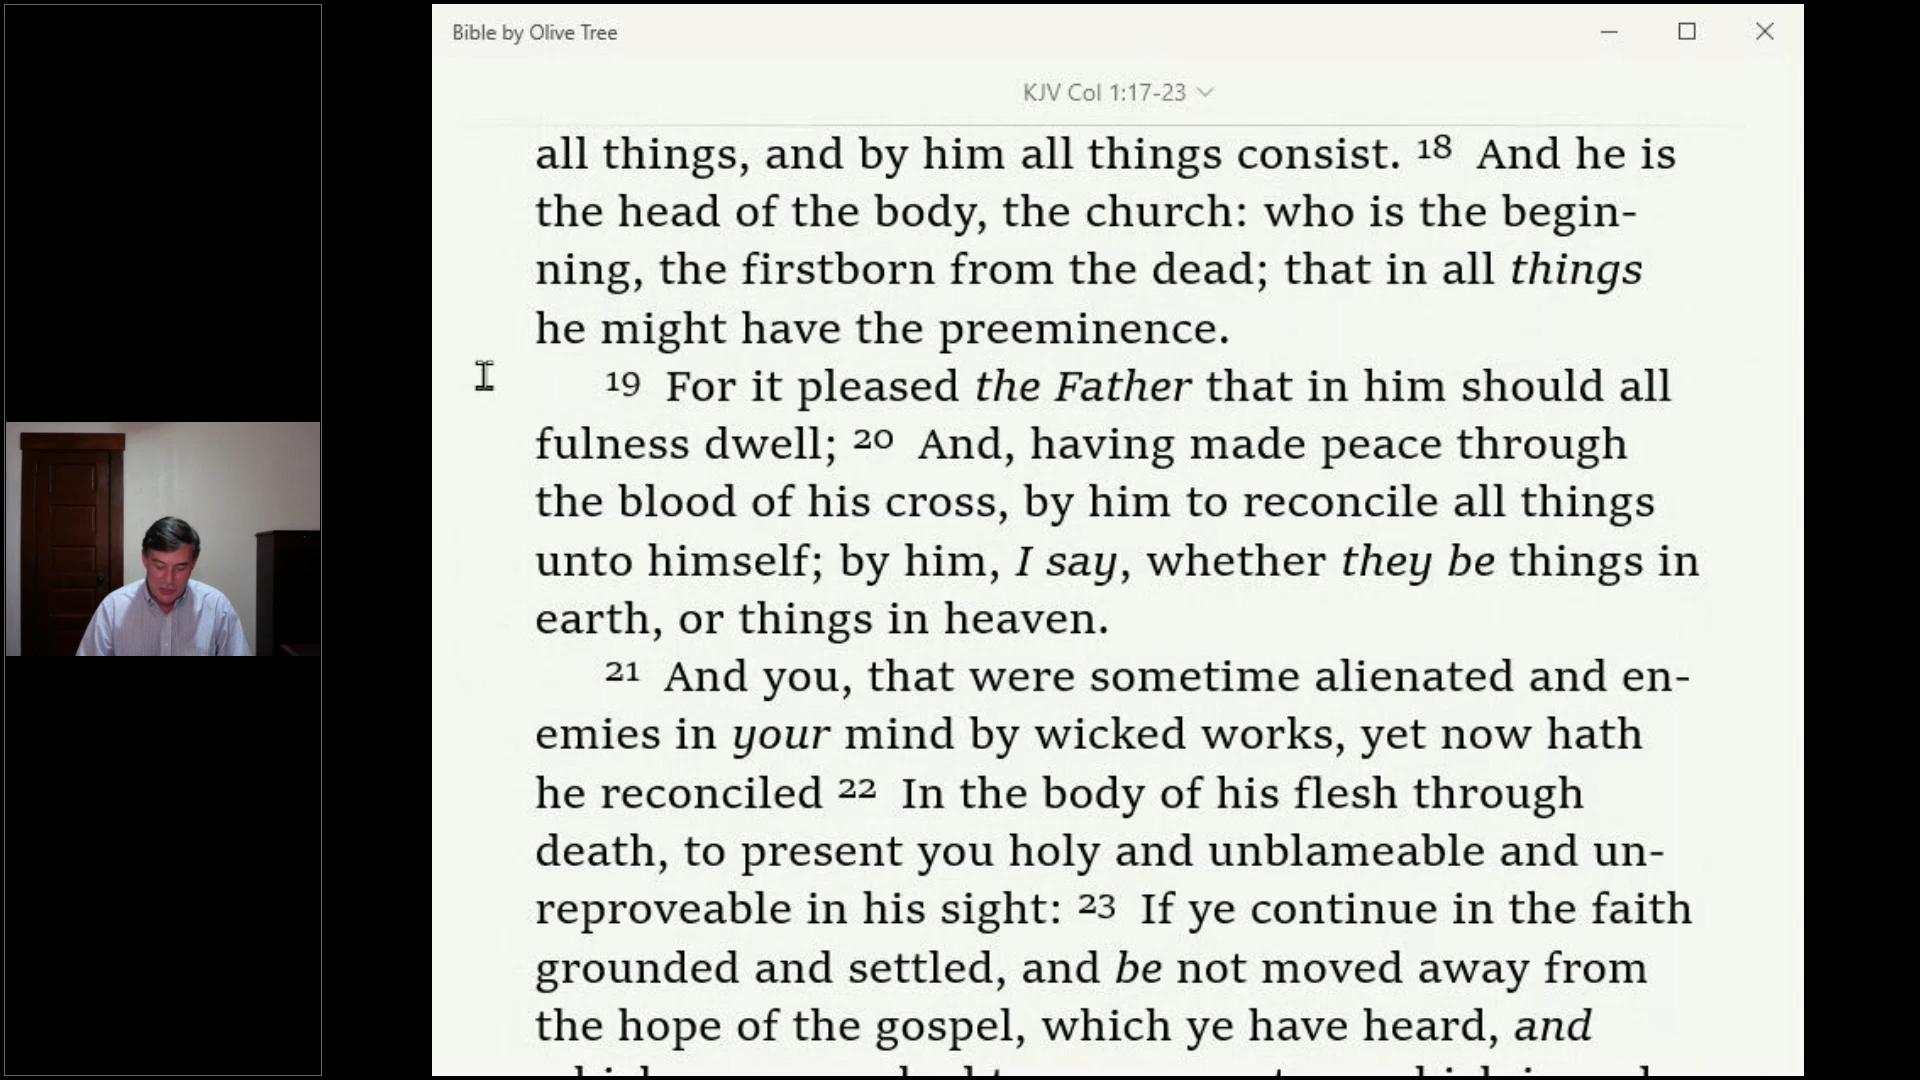 Bible by Olive Tree
KJV Col 1:17-23
all things, and by him all things consist. 18 And he is
the head of the body, the church: who is the begin-
ning, the firstborn from the dead; that in all things
he might have the preeminence.
19 For it pleased the Father that in him should all
fulness dwell; 20 And, having made peace through
the blood of his cross, by him to reconcile all things
unto himself; by him, I say, whether they be things in
earth, or things in heaven.
21 And you, that were sometime alienated and en-
emies in your mind by wicked works, yet now hath
he reconciled 22 In the body of his flesh through
death, to present you holy and unblameable and un-
reproveable in his sight: 23 If ye continue in the faith
grounded and settled, and be not moved away from
the hope of the gospel, which ye have heard, and